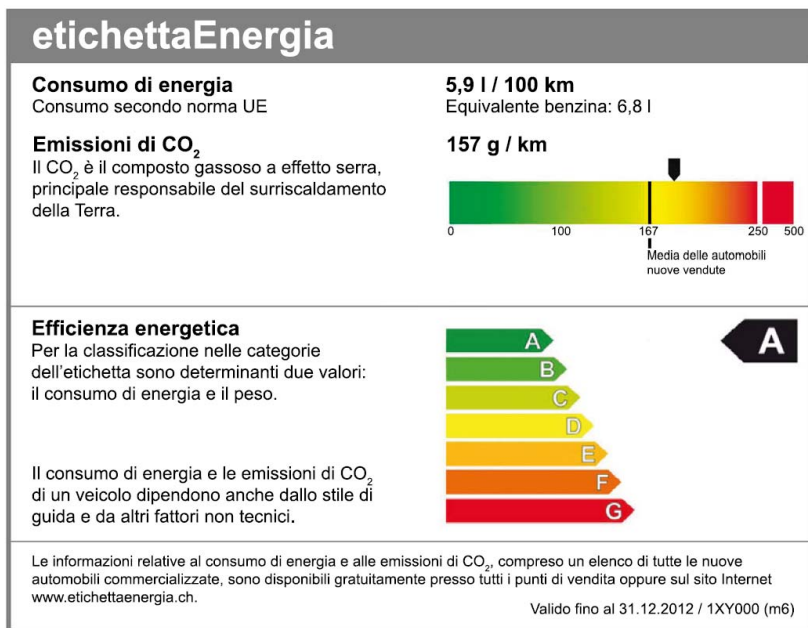 etichettaEnergia
Consumo di energia
Consumo secondo norma UE
5,9 l / 100 km
Equivalente benzina: 6,8 l
Emissioni di CO₂
Il CO₂ è il composto gassoso a effetto serra,
principale responsabile del surriscaldamento
della Terra.
157 g / km
0 100 167 250 500
Media delle automobili
nuove vendute
Efficienza energetica
Per la classificazione nelle categorie
dell'etichetta sono determinanti due valori:
il consumo di energia e il peso.
Il consumo di energia e le emissioni di CO₂
di un veicolo dipendono anche dallo stile di
guida e da altri fattori non tecnici.
A
B
C
D
E
F
G
A
Le informazioni relative al consumo di energia e alle emissioni di CO₂, compreso un elenco di tutte le nuove
automobili commercializzate, sono disponibili gratuitamente presso tutti i punti di vendita oppure sul sito Internet
www.etichettaenergia.ch.
Valido fino al 31.12.2012 / 1XY000 (m6)